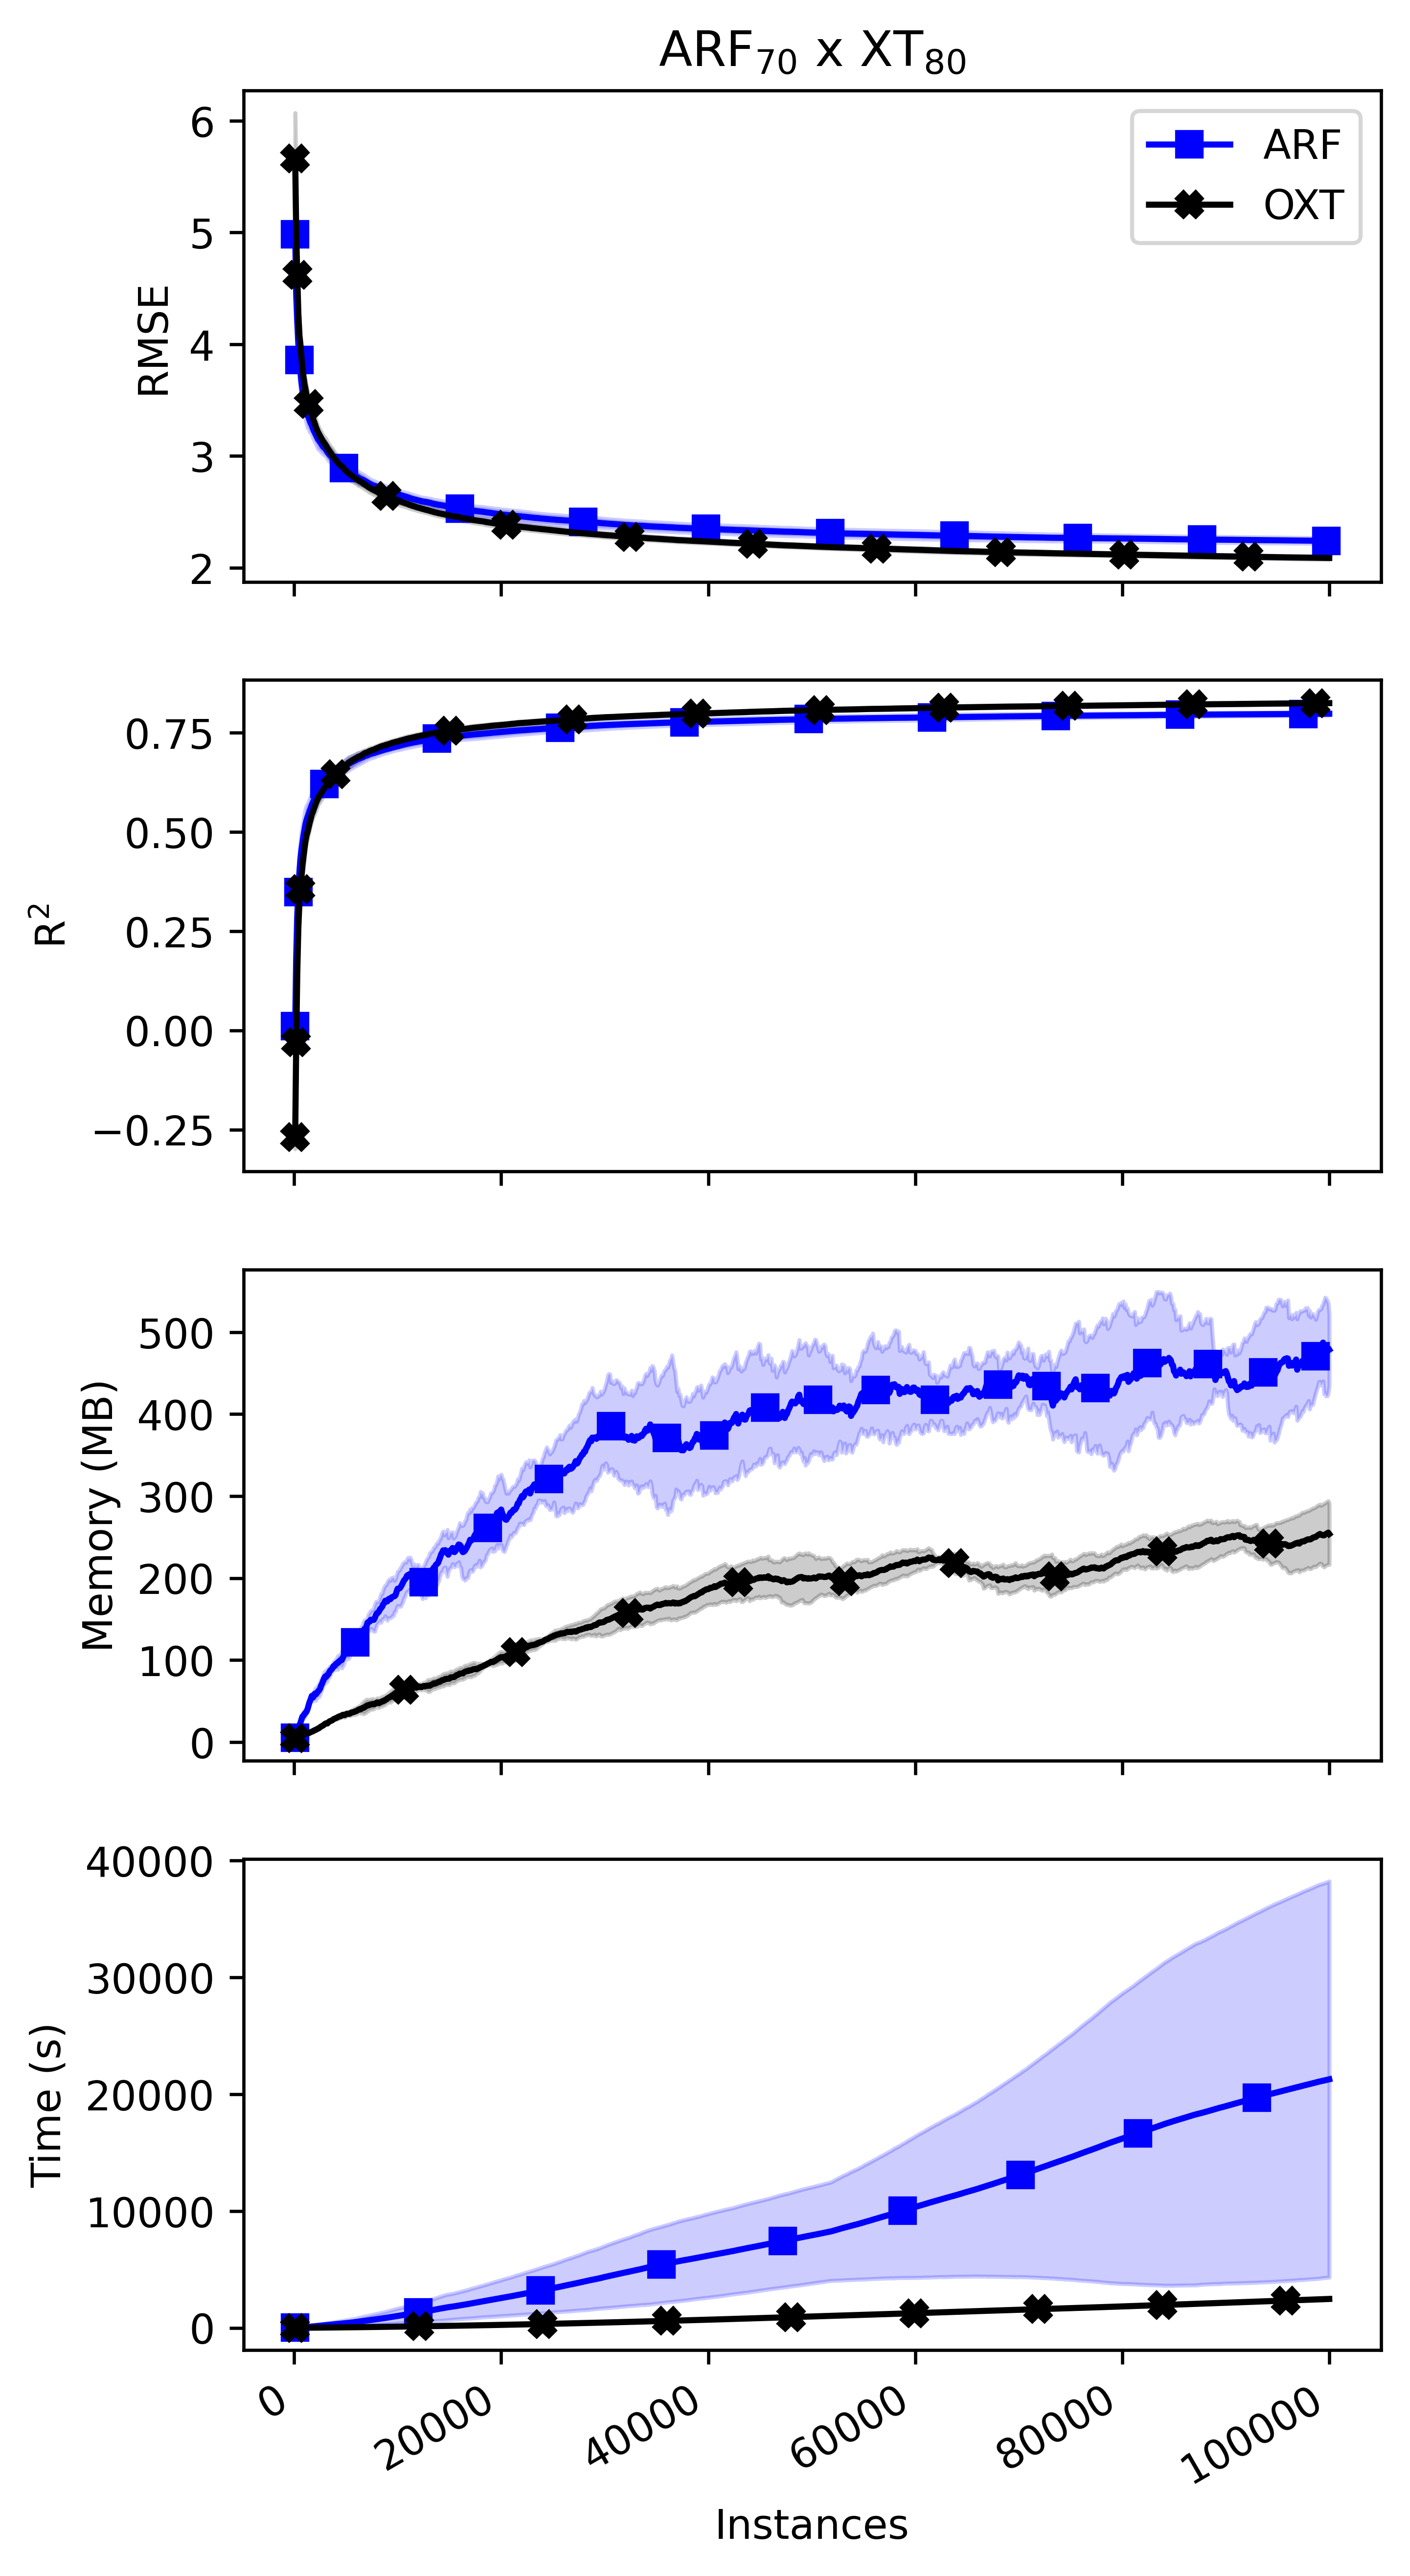 ARF₇₀ x XT₈₀
6
5
4
3
2
RMSE
ARF
OXT
0.75
0.50
0.25
0.00
−0.25
R²
500
400
300
200
100
0
Memory (MB)
40000
30000
20000
10000
0
Time (s)
0 20000 40000 60000 80000 100000
Instances